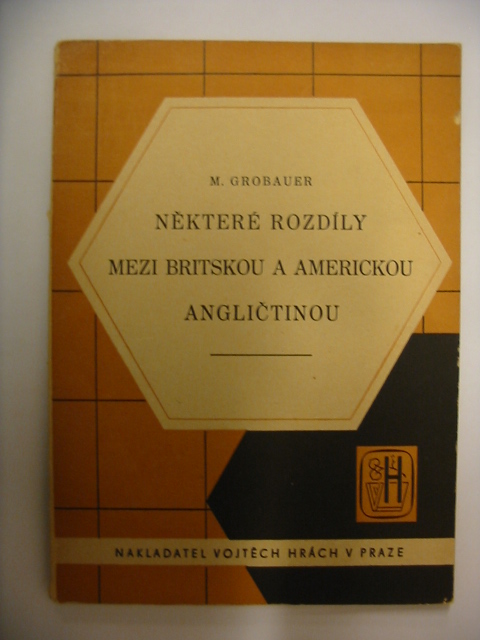 M. GROBAUER
NĚKTERÉ ROZDÍLY
MEZI BRITSKOU A AMERICKOU
ANGLIČTINOU
NAKLADATEL VOJTĚCH HRÁCH V PRAZE